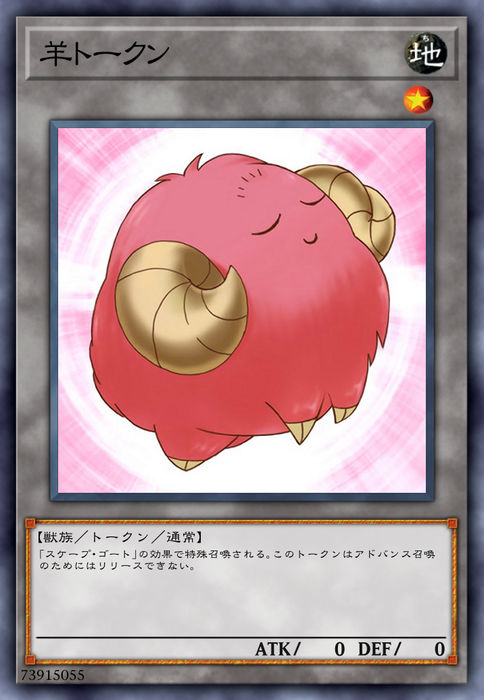 羊トークン
ち
地
【獣族／トークン／通常】
「スケープ・ゴート」の効果で特殊召喚される。このトークンはアドバンス召喚
のためにはリリースできない。
ATK/ 0 DEF/ 0
73915055